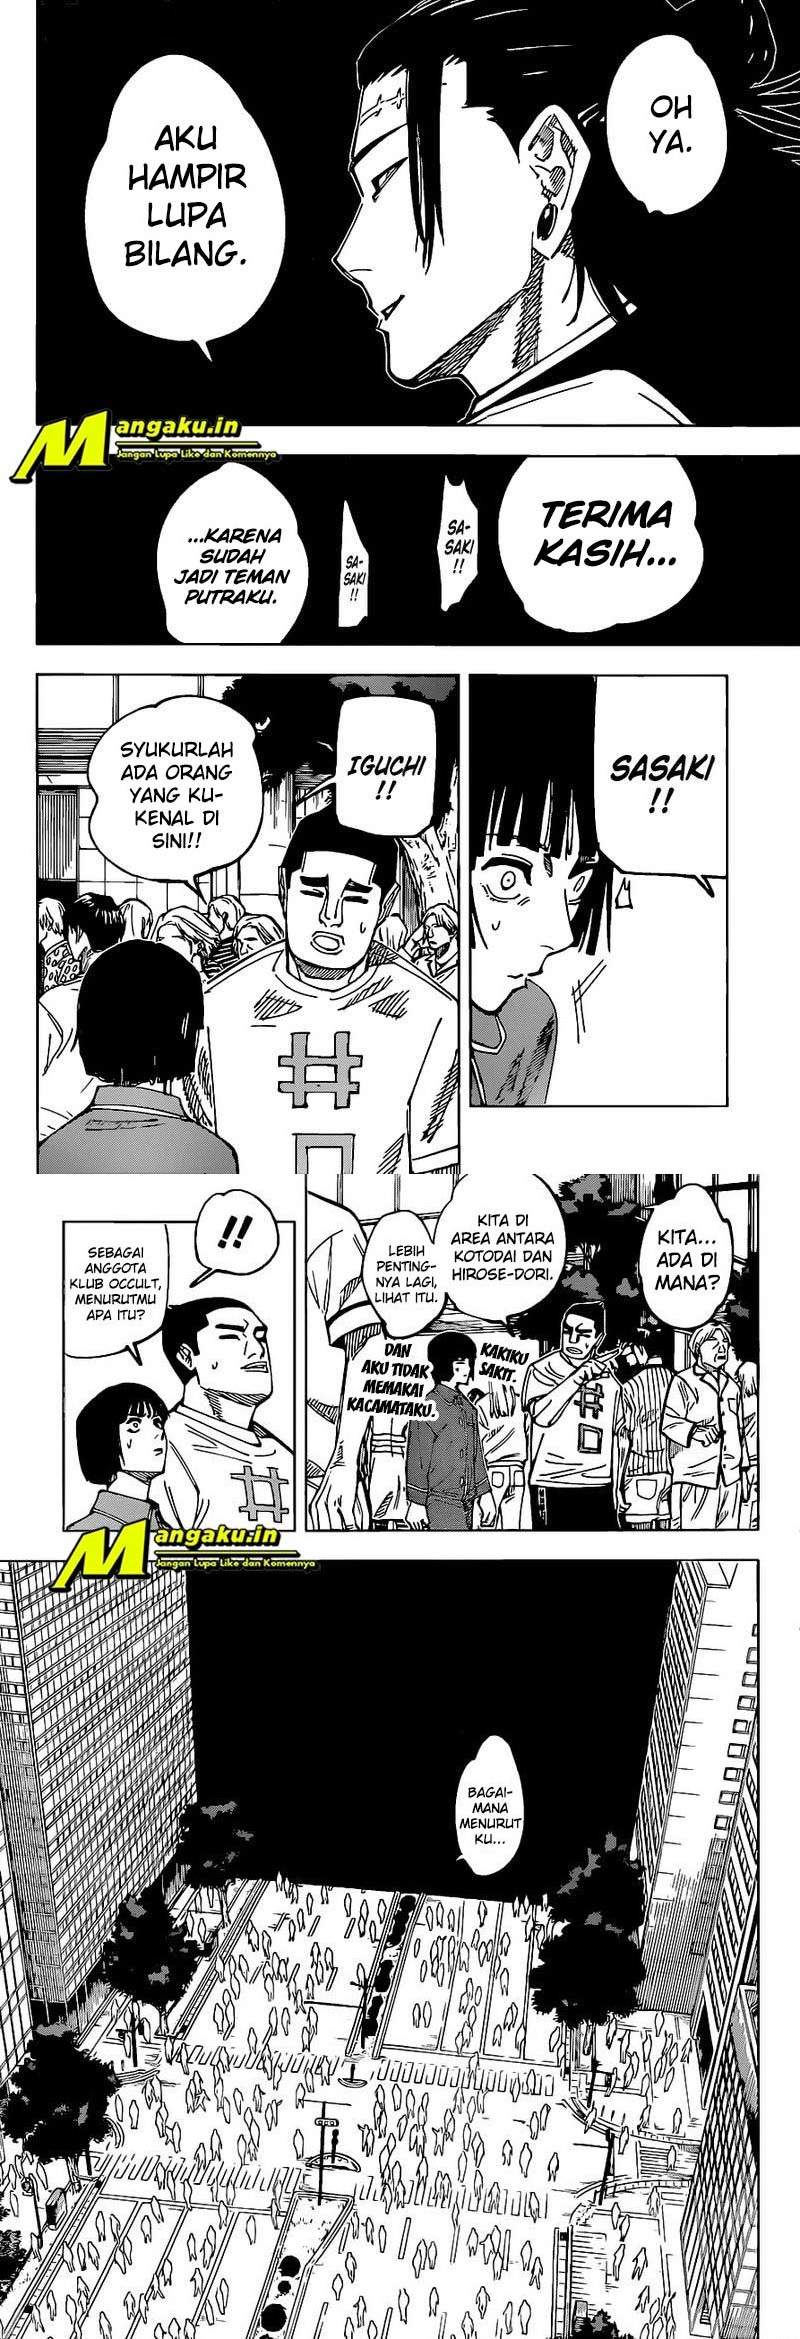 OH
YA.
AKU
HAMPIR
LUPA
BILANG.
Mangaku.in
Jangan Lupa Like dan Komennya
TERIMA
KASIH...
SA-
SAKI
!!
SA-
SAKI
!!
...KARENA
SUDAH
JADI TEMAN
PUTRAKU.
SASAKI
!!
IGUCHI
!!
SYUKURLAH
ADA ORANG
YANG KU-
KENAL DI
SINI!!
KITA...
ADA DI
MANA?
KITA DI
AREA ANTARA
KOTODAI DAN
HIROSE-DORI.
LEBIH
PENTING-
NYA LAGI,
LIHAT ITU.
KAKIKU
SAKIT.
DAN
AKU TIDAK
MEMAKAI
KACAMATAKU.
!!
SEBAGAI
ANGGOTA
KLUB OCCULT,
MENURUTMU
APA ITU?
Mangaku.in
Jangan Lupa Like dan Komennya
BAGAI-
MANA
MENURUT
KU...